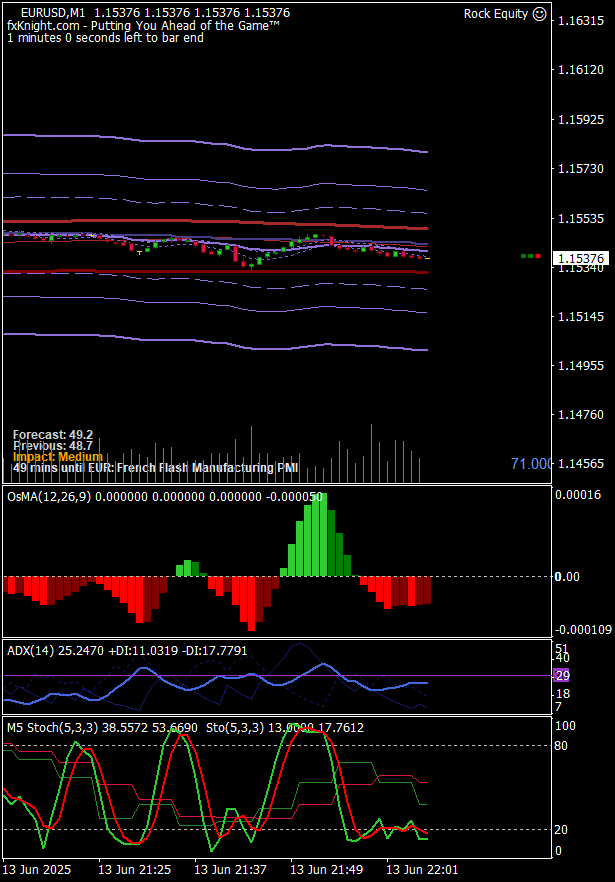 EURUSD,M1 1.15376 1.15376 1.15376 1.15376
Rock Equity ☺
fxKnight.com - Putting You Ahead of the Game™
1 minutes 0 seconds left to bar end
1.16315
1.16120
1.15925
1.15730
1.15535
1.15376
1.15340
1.15145
1.14955
1.14760
1.14565
Forecast: 49.2
Previous: 48.7
Impact: Medium
49 mins until EUR: French Flash Manufacturing PMI
71.000
OsMA(12,26,9) 0.000000 0.000000 0.000000 -0.000050
0.00016
0.00
-0.000109
ADX(14) 25.2470 +DI:11.0319 -DI:17.7791
51
40
29
18
7
M5 Stoch(5,3,3) 38.5572 53.6690 Sto(5,3,3) 13.0090 17.7612
100
80
20
0
13 Jun 2025
13 Jun 21:25
13 Jun 21:37
13 Jun 21:49
13 Jun 22:01